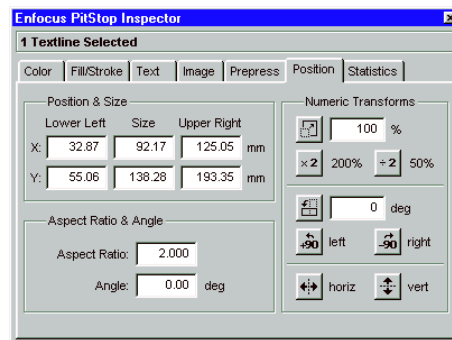 Enfocus PitStop Inspector
1 Textline Selected
Color Fill/Stroke Text Image Prepress Position Statistics
Position & Size
Lower Left Size Upper Right
X: 32.87 92.17 125.05 mm
Y: 55.06 138.28 193.35 mm
Aspect Ratio & Angle
Aspect Ratio: 2.000
Angle: 0.00 deg
Numeric Transforms
100 %
×2 200% ÷2 50%
0 deg
+90 left -90 right
horiz vert